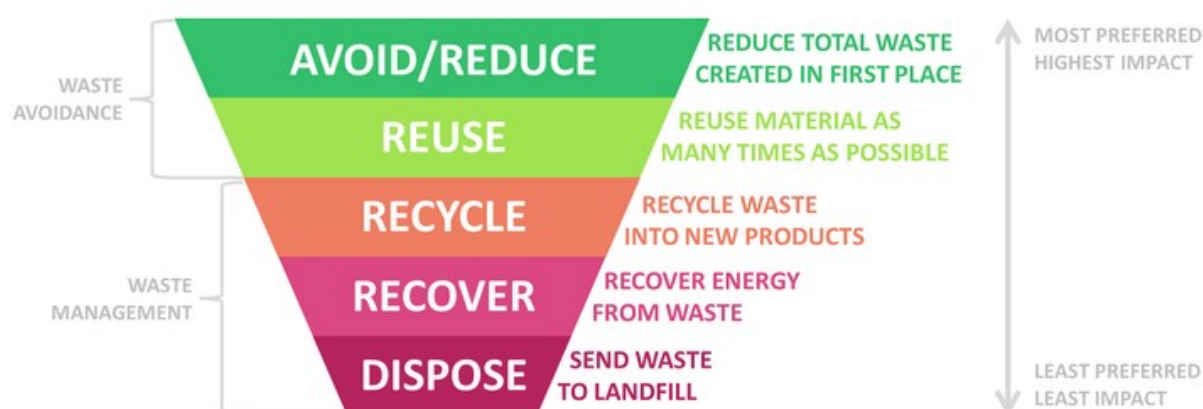 WASTE
AVOIDANCE
AVOID/REDUCE
REDUCE TOTAL WASTE
CREATED IN FIRST PLACE
MOST PREFERRED
HIGHEST IMPACT
REUSE
REUSE MATERIAL AS
MANY TIMES AS POSSIBLE
WASTE
MANAGEMENT
RECYCLE
RECYCLE WASTE
INTO NEW PRODUCTS
RECOVER
RECOVER ENERGY
FROM WASTE
DISPOSE
SEND WASTE
TO LANDFILL
LEAST PREFERRED
LEAST IMPACT